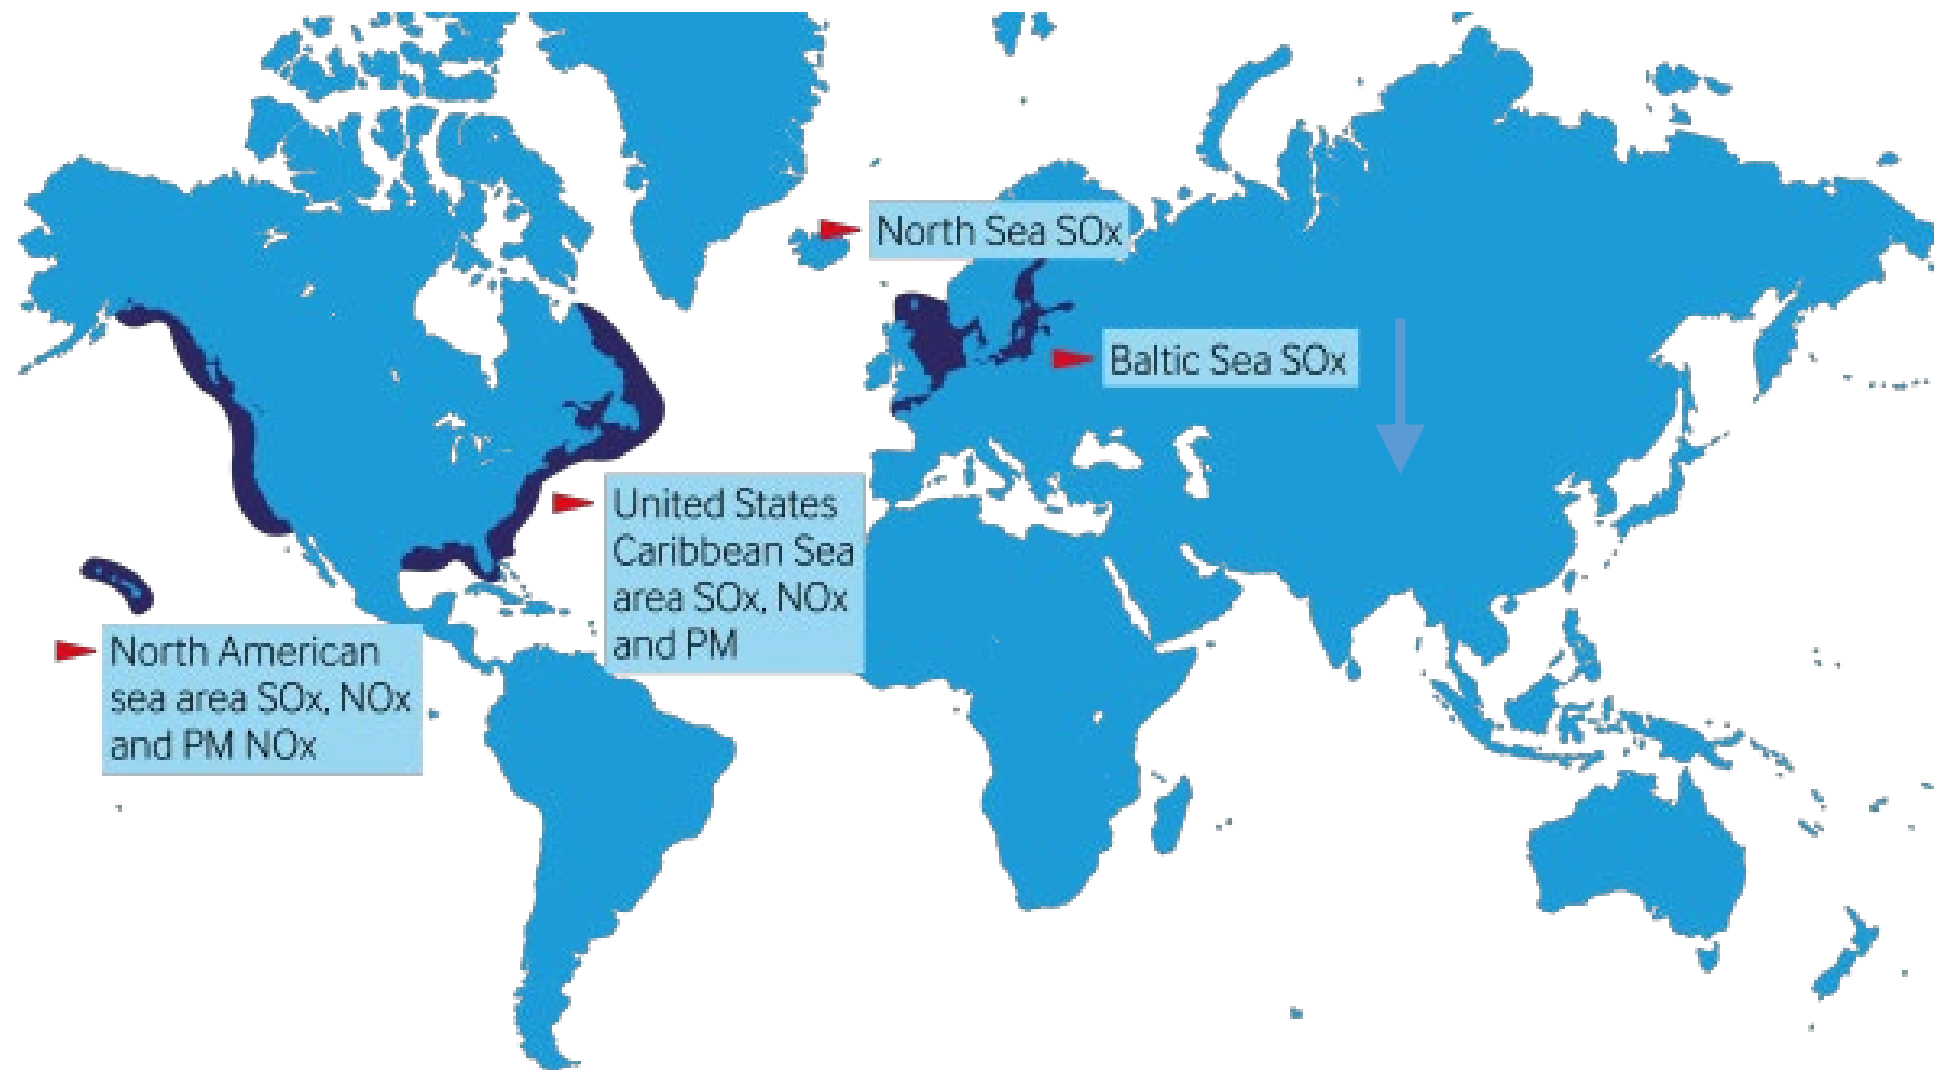 North Sea SOx
Baltic Sea SOx
United States
Caribbean Sea
area SOx, NOx
and PM
North American
sea area SOx, NOx
and PM NOx